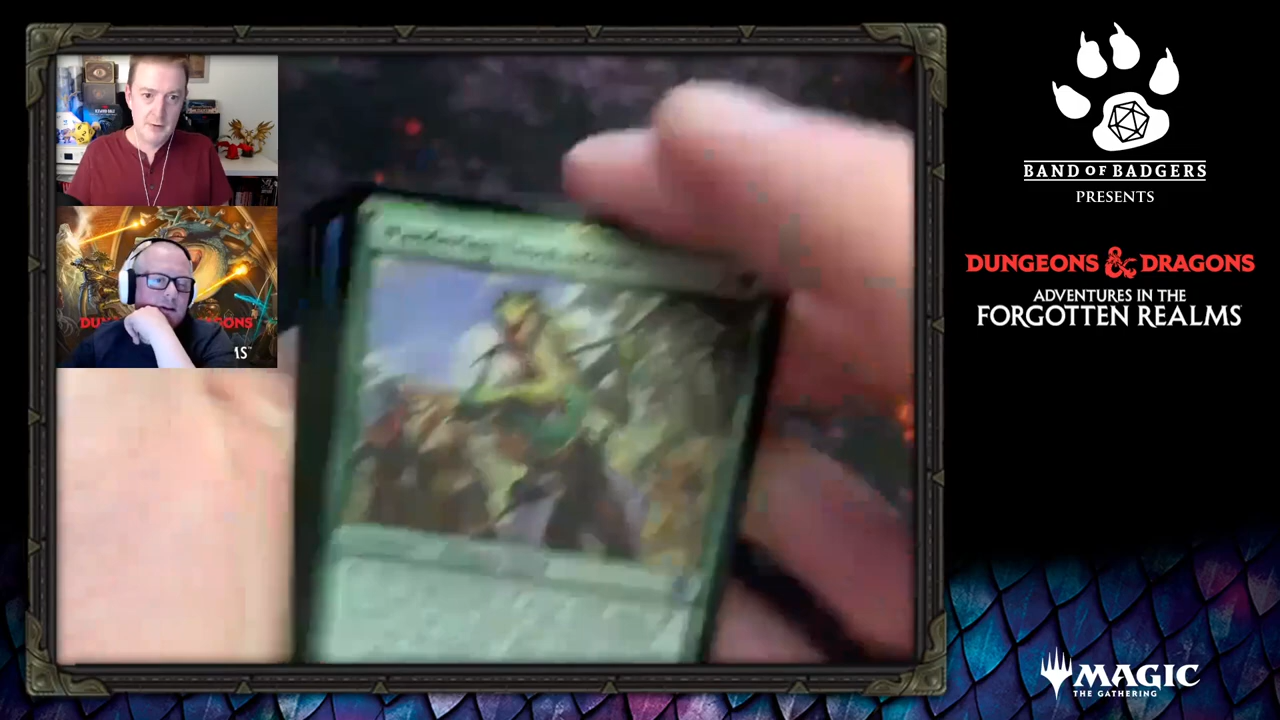 BAND OF BADGERS
PRESENTS
DUNGEONS & DRAGONS
ADVENTURES IN THE
FORGOTTEN REALMS
MAGIC
THE GATHERING